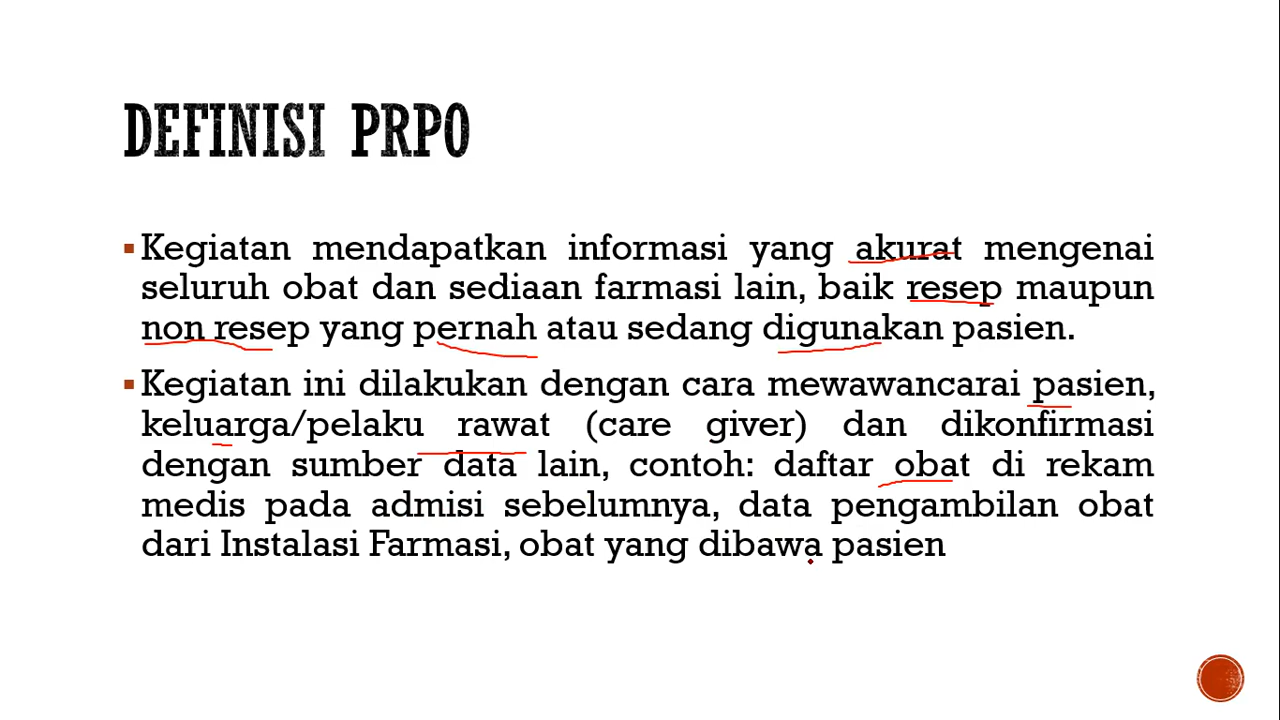 DEFINISI PRPO
Kegiatan mendapatkan informasi yang akurat mengenai
seluruh obat dan sediaan farmasi lain, baik resep maupun
non resep yang pernah atau sedang digunakan pasien.
Kegiatan ini dilakukan dengan cara mewawancarai pasien,
keluarga/pelaku rawat (care giver) dan dikonfirmasi
dengan sumber data lain, contoh: daftar obat di rekam
medis pada admisi sebelumnya, data pengambilan obat
dari Instalasi Farmasi, obat yang dibawa pasien